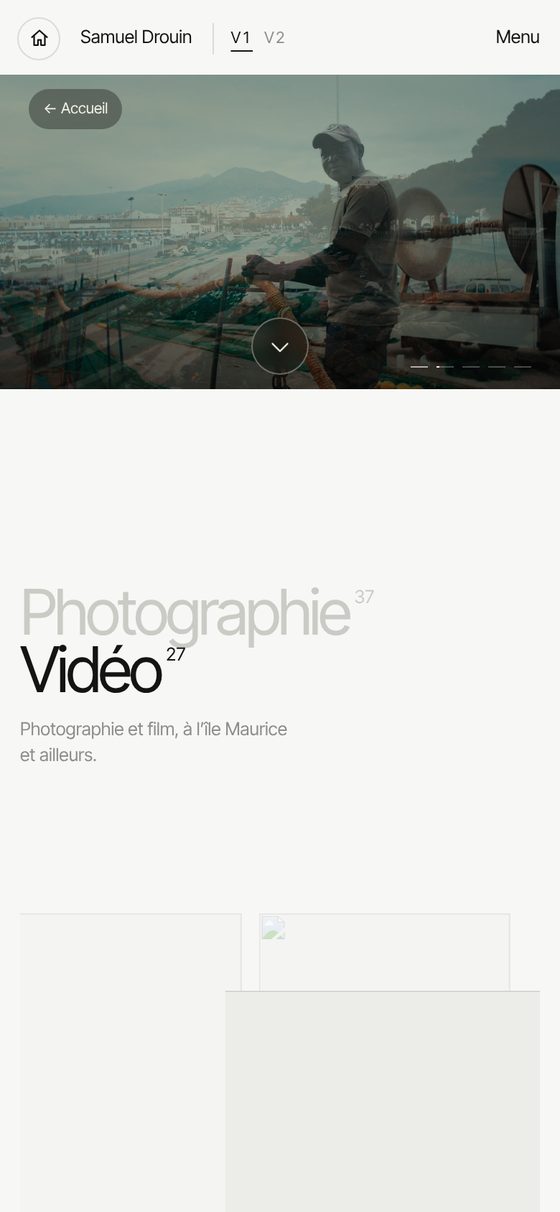 Samuel Drouin
V1 V2
Menu
← Accueil
Photographie 37
Vidéo 27
Photographie et film, à l’île Maurice
et ailleurs.